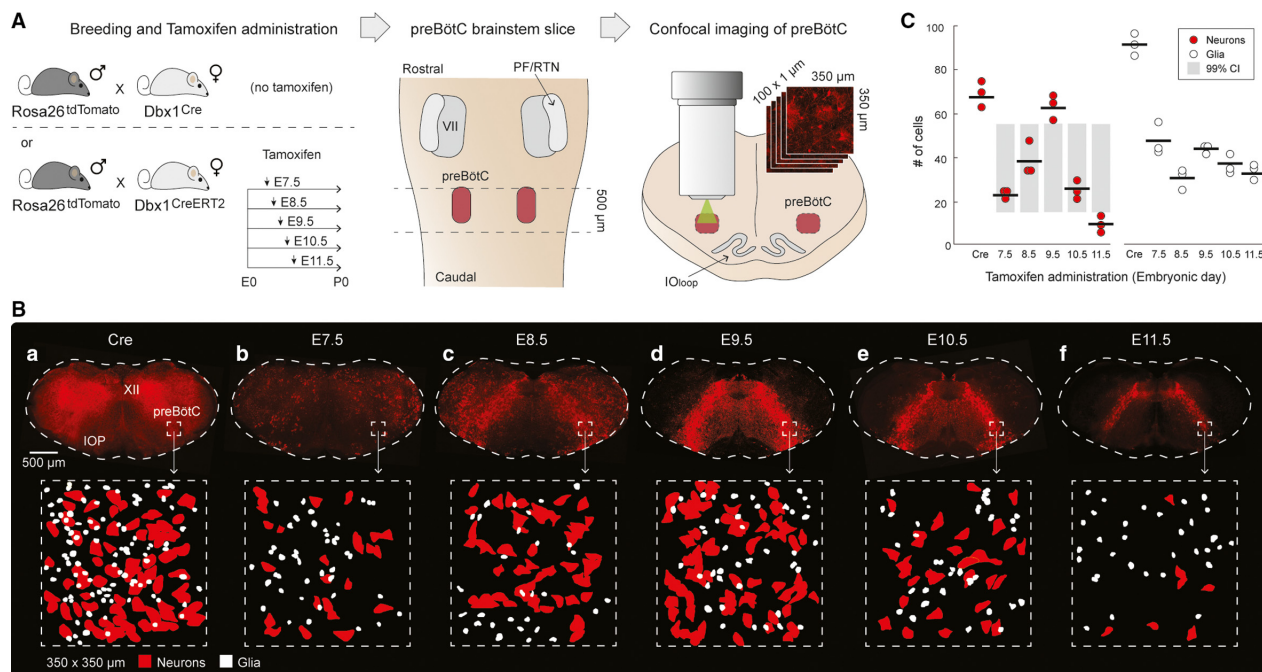 A
Breeding and Tamoxifen administration
preBötC brainstem slice
Confocal imaging of preBötC
♂ ♀
X
(no tamoxifen)
Rosa26tdTomato
Dbx1Cre
or
♂ ♀
X
Rosa26tdTomato
Dbx1CreERT2
Tamoxifen
E7.5
E8.5
E9.5
E10.5
E11.5
E0
P0
Rostral
PF/RTN
VII
preBötC
500 µm
Caudal
100 x 1 µm
350 µm
350 µm
preBötC
IOloop
C
Neurons
Glia
99% CI
# of cells
100
80
60
40
20
0
Cre 7.5 8.5 9.5 10.5 11.5
Cre 7.5 8.5 9.5 10.5 11.5
Tamoxifen administration (Embryonic day)
B
Cre
E7.5
E8.5
E9.5
E10.5
E11.5
a
b
c
d
e
f
XII
preBötC
IOP
500 µm
350 x 350 µm
Neurons
Glia